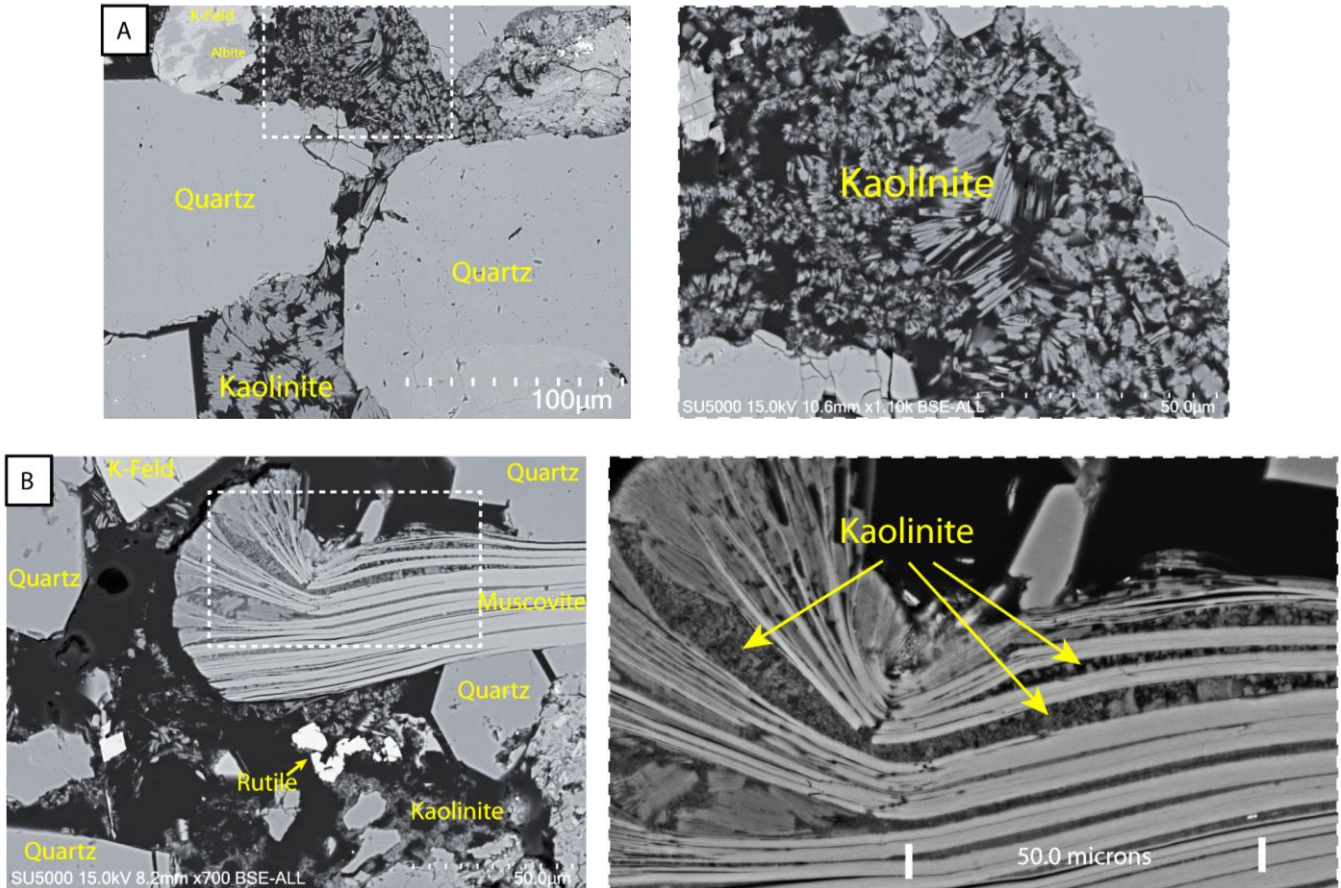 A
K-Feld
Albite
Quartz
Quartz
Kaolinite
100µm
Kaolinite
SU5000 15.0kV 10.6mm x1.10k BSE-ALL
50.0µm
B
K-Feld
Quartz
Quartz
Muscovite
Quartz
Rutile
Kaolinite
Quartz
SU5000 15.0kV 8.2mm x700 BSE-ALL
50.0µm
Kaolinite
50.0 microns